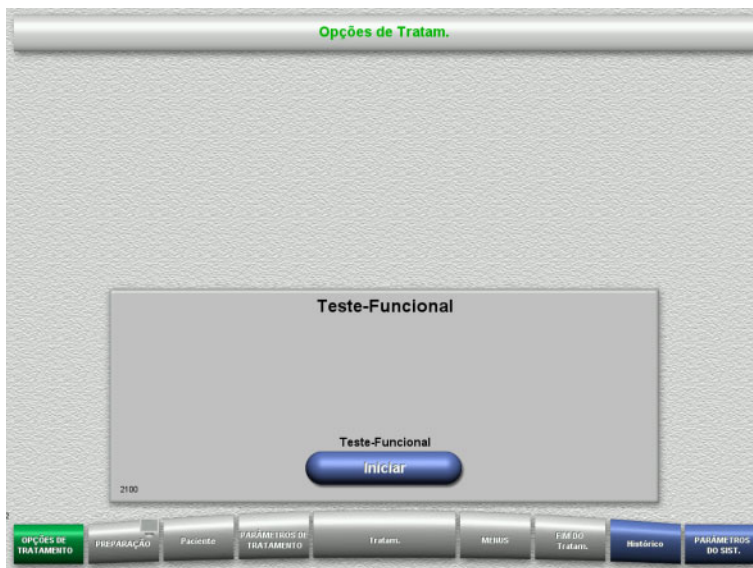 Opções de Tratam.
Teste-Funcional
Teste-Funcional
Iniciar
2100
2
OPÇÕES DE
TRATAMENTO
PREPARAÇÃO
Paciente
PARÂMETROS DE
TRATAMENTO
Tratam.
MENUS
FIM DO
Tratam.
Histórico
PARÂMETROS
DO SIST.